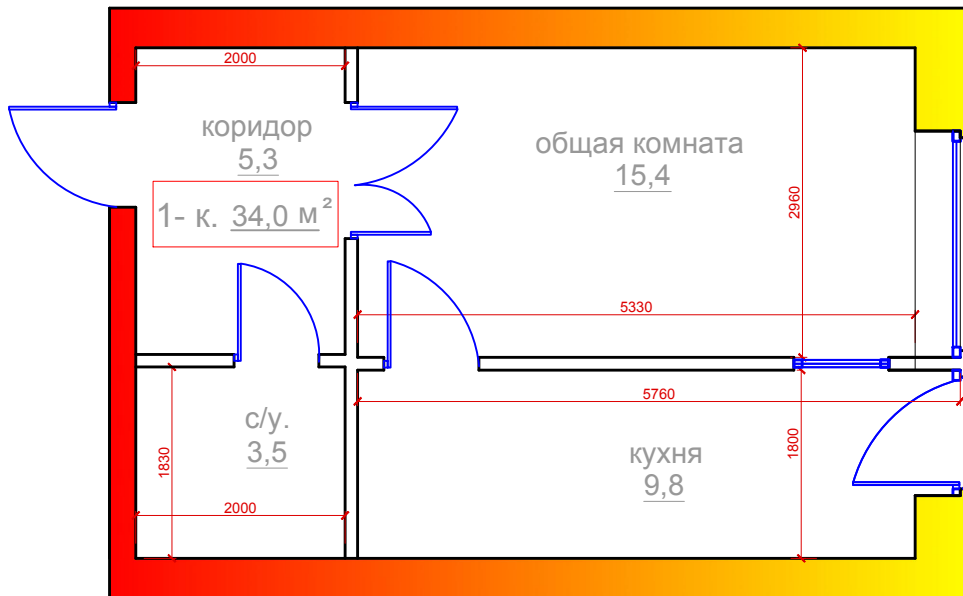 2000
коридор
5,3
1- к. 34,0 м²
общая комната
15,4
2960
5330
5760
с/у.
3,5
1830
2000
кухня
9,8
1800